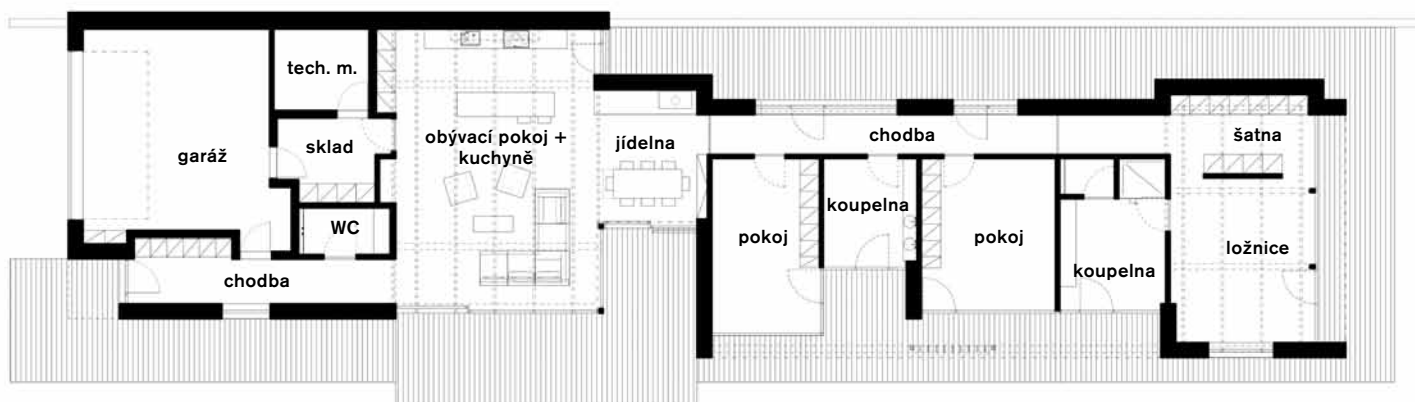 tech. m.
garáž
sklad
WC
chodba
obývací pokoj +
kuchyně
jídelna
chodba
pokoj
koupelna
pokoj
koupelna
šatna
ložnice